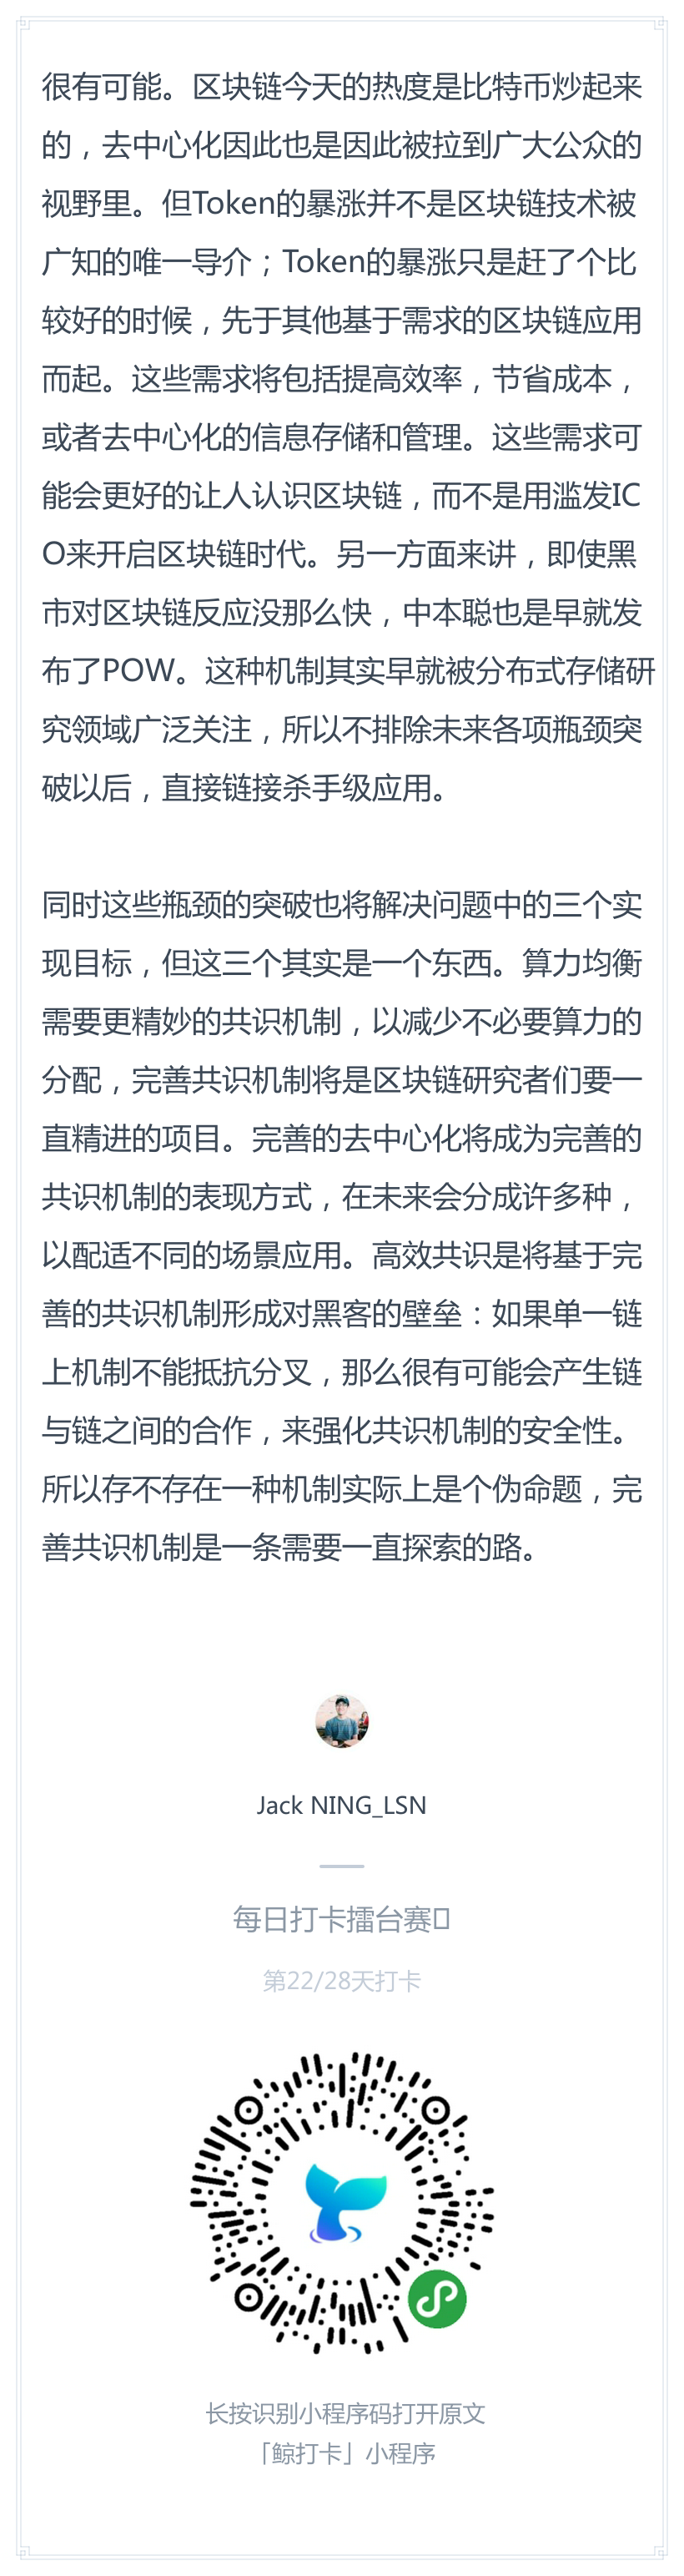 很有可能。区块链今天的热度是比特币炒起来
的，去中心化因此也是因此被拉到广大公众的
视野里。但Token的暴涨并不是区块链技术被
广知的唯一导介；Token的暴涨只是赶了个比
较好的时候，先于其他基于需求的区块链应用
而起。这些需求将包括提高效率，节省成本，
或者去中心化的信息存储和管理。这些需求可
能会更好的让人认识区块链，而不是用滥发IC
O来开启区块链时代。另一方面来讲，即使黑
市对区块链反应没那么快，中本聪也是早就发
布了POW。这种机制其实早就被分布式存储研
究领域广泛关注，所以不排除未来各项瓶颈突
破以后，直接链接杀手级应用。
同时这些瓶颈的突破也将解决问题中的三个实
现目标，但这三个其实是一个东西。算力均衡
需要更精妙的共识机制，以减少不必要算力的
分配，完善共识机制将是区块链研究者们要一
直精进的项目。完善的去中心化将成为完善的
共识机制的表现方式，在未来会分成许多种，
以配适不同的场景应用。高效共识是将基于完
善的共识机制形成对黑客的壁垒：如果单一链
上机制不能抵抗分叉，那么很有可能会产生链
与链之间的合作，来强化共识机制的安全性。
所以存不存在一种机制实际上是个伪命题，完
善共识机制是一条需要一直探索的路。
Jack NING_LSN
每日打卡擂台赛
第22/28天打卡
长按识别小程序码打开原文
「鲸打卡」小程序